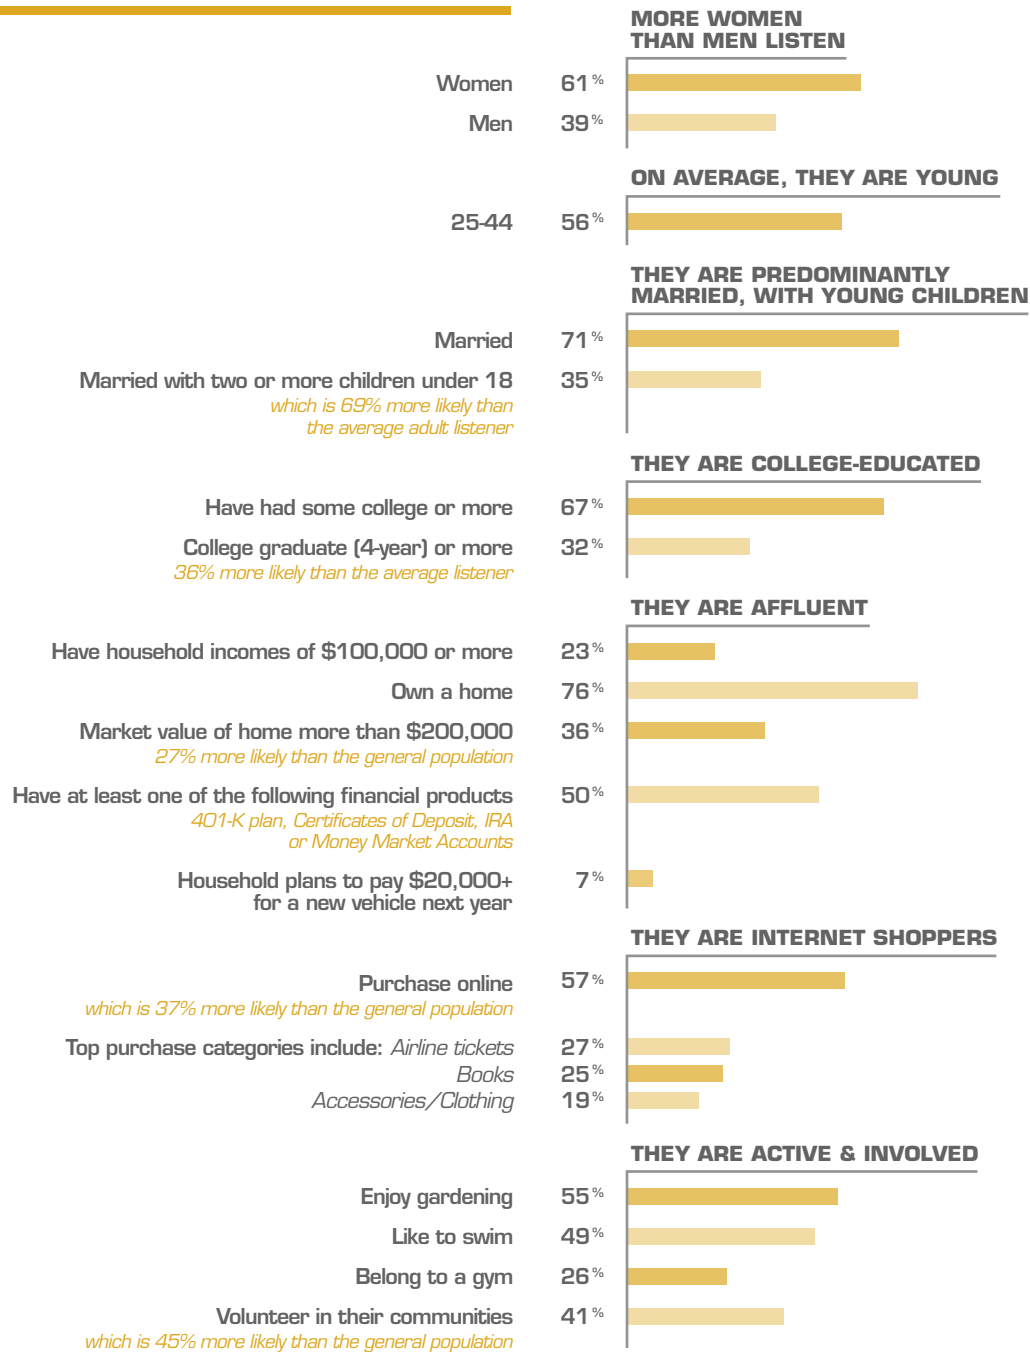 MORE WOMEN
THAN MEN LISTEN
Women 61%
Men 39%
ON AVERAGE, THEY ARE YOUNG
25-44 56%
THEY ARE PREDOMINANTLY
MARRIED, WITH YOUNG CHILDREN
Married 71%
Married with two or more children under 18 35%
which is 69% more likely than
the average adult listener
THEY ARE COLLEGE-EDUCATED
Have had some college or more 67%
College graduate (4-year) or more 32%
36% more likely than the average listener
THEY ARE AFFLUENT
Have household incomes of $100,000 or more 23%
Own a home 76%
Market value of home more than $200,000 36%
27% more likely than the general population
Have at least one of the following financial products 50%
401-K plan, Certificates of Deposit, IRA
or Money Market Accounts
Household plans to pay $20,000+ 7%
for a new vehicle next year
THEY ARE INTERNET SHOPPERS
Purchase online 57%
which is 37% more likely than the general population
Top purchase categories include: Airline tickets 27%
Books 25%
Accessories/Clothing 19%
THEY ARE ACTIVE & INVOLVED
Enjoy gardening 55%
Like to swim 49%
Belong to a gym 26%
Volunteer in their communities 41%
which is 45% more likely than the general population